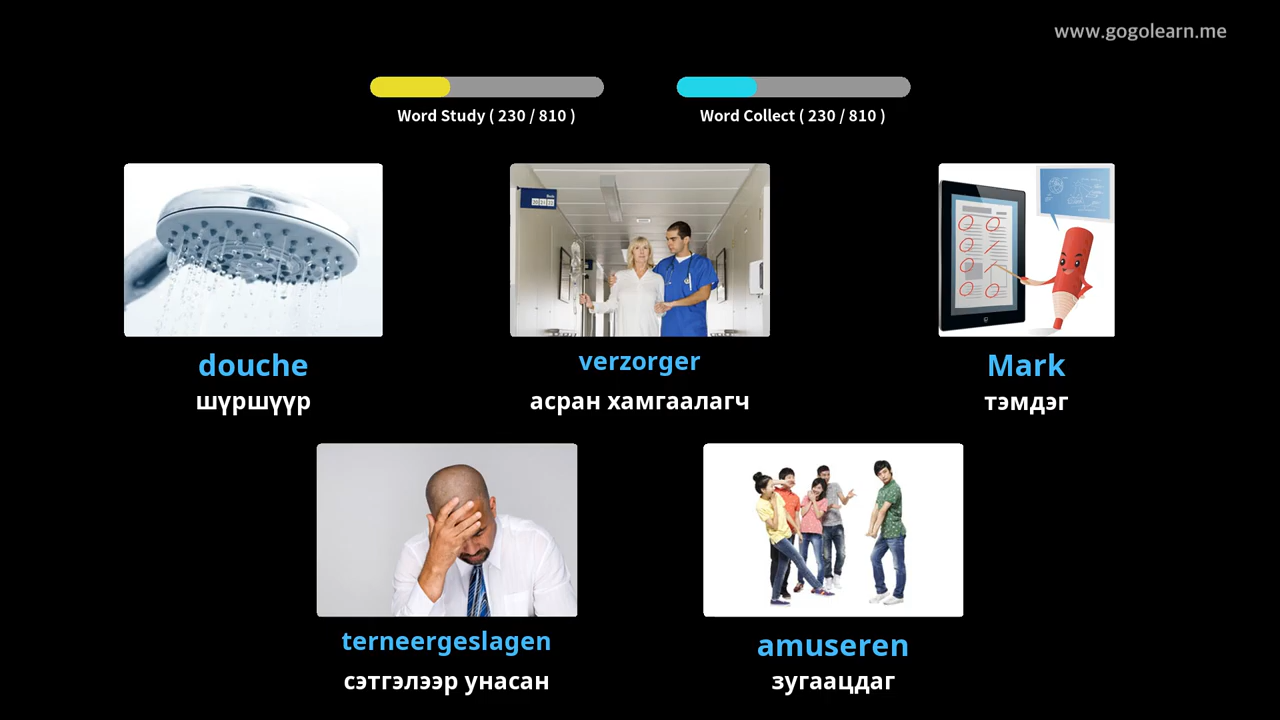 www.gogolearn.me
Word Study ( 230 / 810 )
Word Collect ( 230 / 810 )
douche
шүршүүр
verzorger
асран хамгаалагч
Mark
тэмдэг
terneergeslagen
сэтгэлээр унасан
amuseren
зугаацдаг